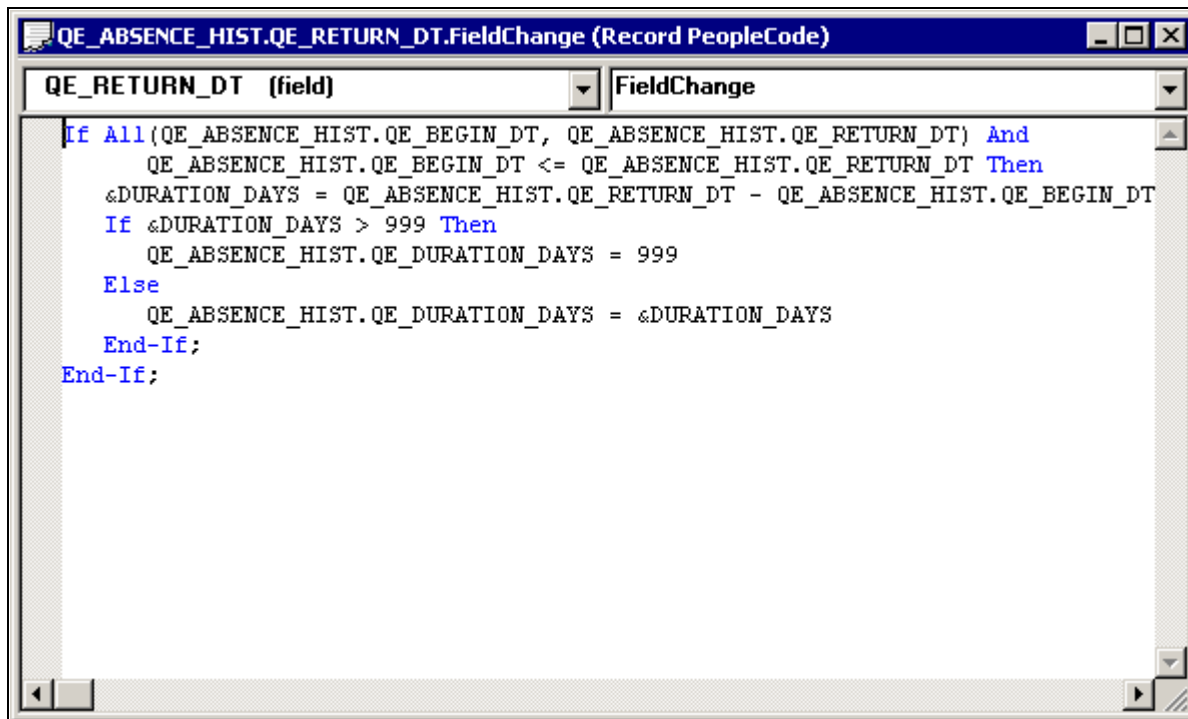 QE_ABSENCE_HIST.QE_RETURN_DT.FieldChange (Record PeopleCode)
QE_RETURN_DT (field) FieldChange
If All(QE_ABSENCE_HIST.QE_BEGIN_DT, QE_ABSENCE_HIST.QE_RETURN_DT) And
QE_ABSENCE_HIST.QE_BEGIN_DT <= QE_ABSENCE_HIST.QE_RETURN_DT Then
&DURATION_DAYS = QE_ABSENCE_HIST.QE_RETURN_DT - QE_ABSENCE_HIST.QE_BEGIN_DT
If &DURATION_DAYS > 999 Then
QE_ABSENCE_HIST.QE_DURATION_DAYS = 999
Else
QE_ABSENCE_HIST.QE_DURATION_DAYS = &DURATION_DAYS
End-If;
End-If;